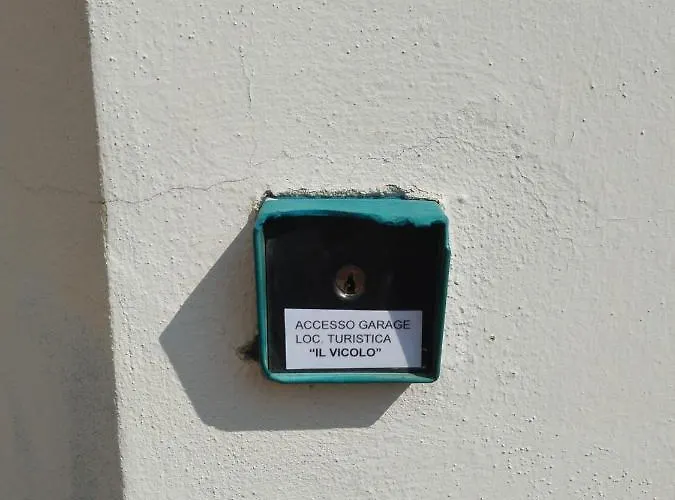 ACCESSO GARAGE
LOC. TURISTICA
“IL VICOLO”